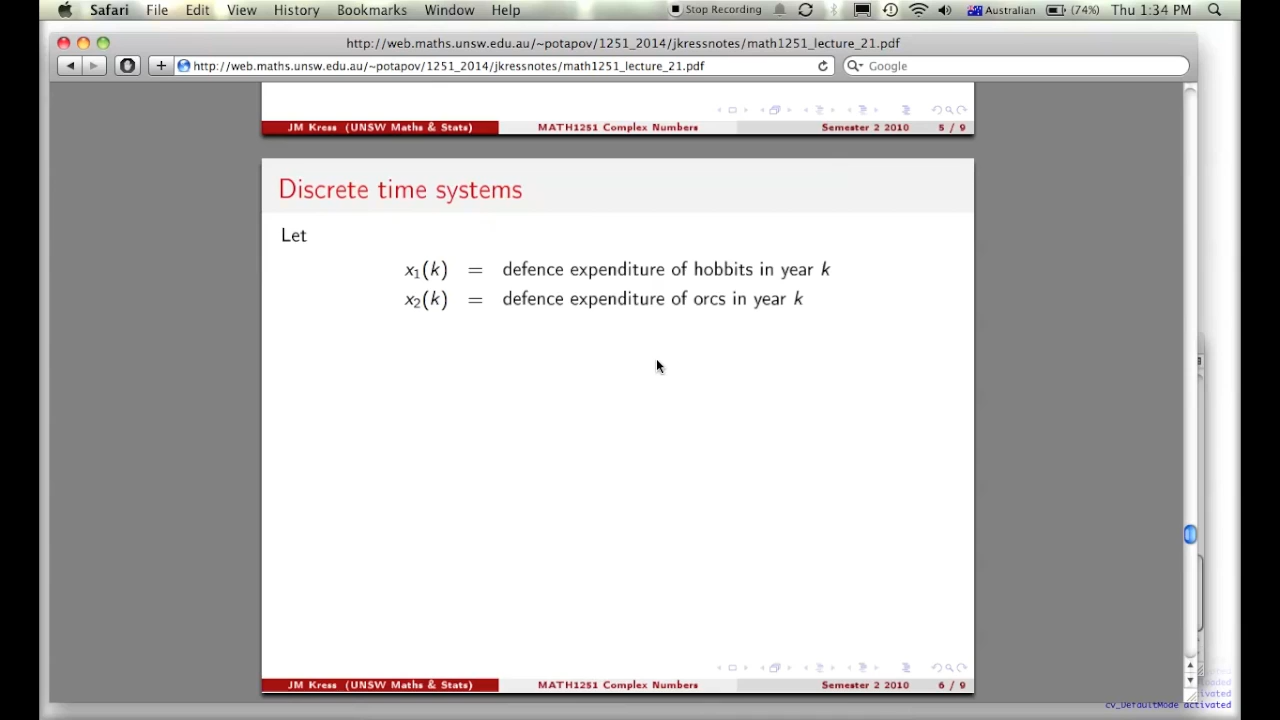 Safari File Edit View History Bookmarks Window Help Stop Recording Australian (74%) Thu 1:34 PM
http://web.maths.unsw.edu.au/~potapov/1251_2014/jkressnotes/math1251_lecture_21.pdf
http://web.maths.unsw.edu.au/~potapov/1251_2014/jkressnotes/math1251_lecture_21.pdf Google
JM Kress (UNSW Maths & Stats) MATH1251 Complex Numbers Semester 2 2010 5 / 9
Discrete time systems
Let
x₁(k) = defence expenditure of hobbits in year k
x₂(k) = defence expenditure of orcs in year k
JM Kress (UNSW Maths & Stats) MATH1251 Complex Numbers Semester 2 2010 6 / 9
cv_DefaultMode activated